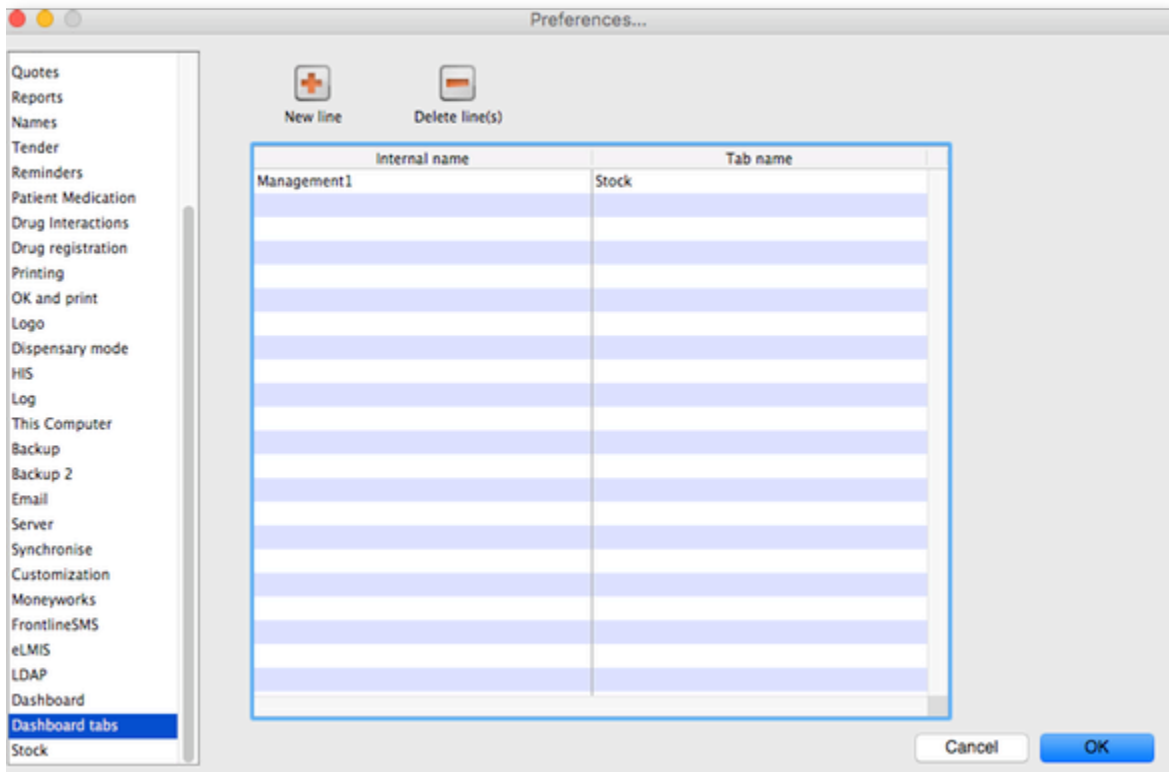 Preferences...
Quotes
Reports
Names
Tender
Reminders
Patient Medication
Drug Interactions
Drug registration
Printing
OK and print
Logo
Dispensary mode
HIS
Log
This Computer
Backup
Backup 2
Email
Server
Synchronise
Customization
Moneyworks
FrontlineSMS
eLMIS
LDAP
Dashboard
Dashboard tabs
Stock
New line Delete line(s)
Internal name Tab name
Management1 Stock
Cancel OK